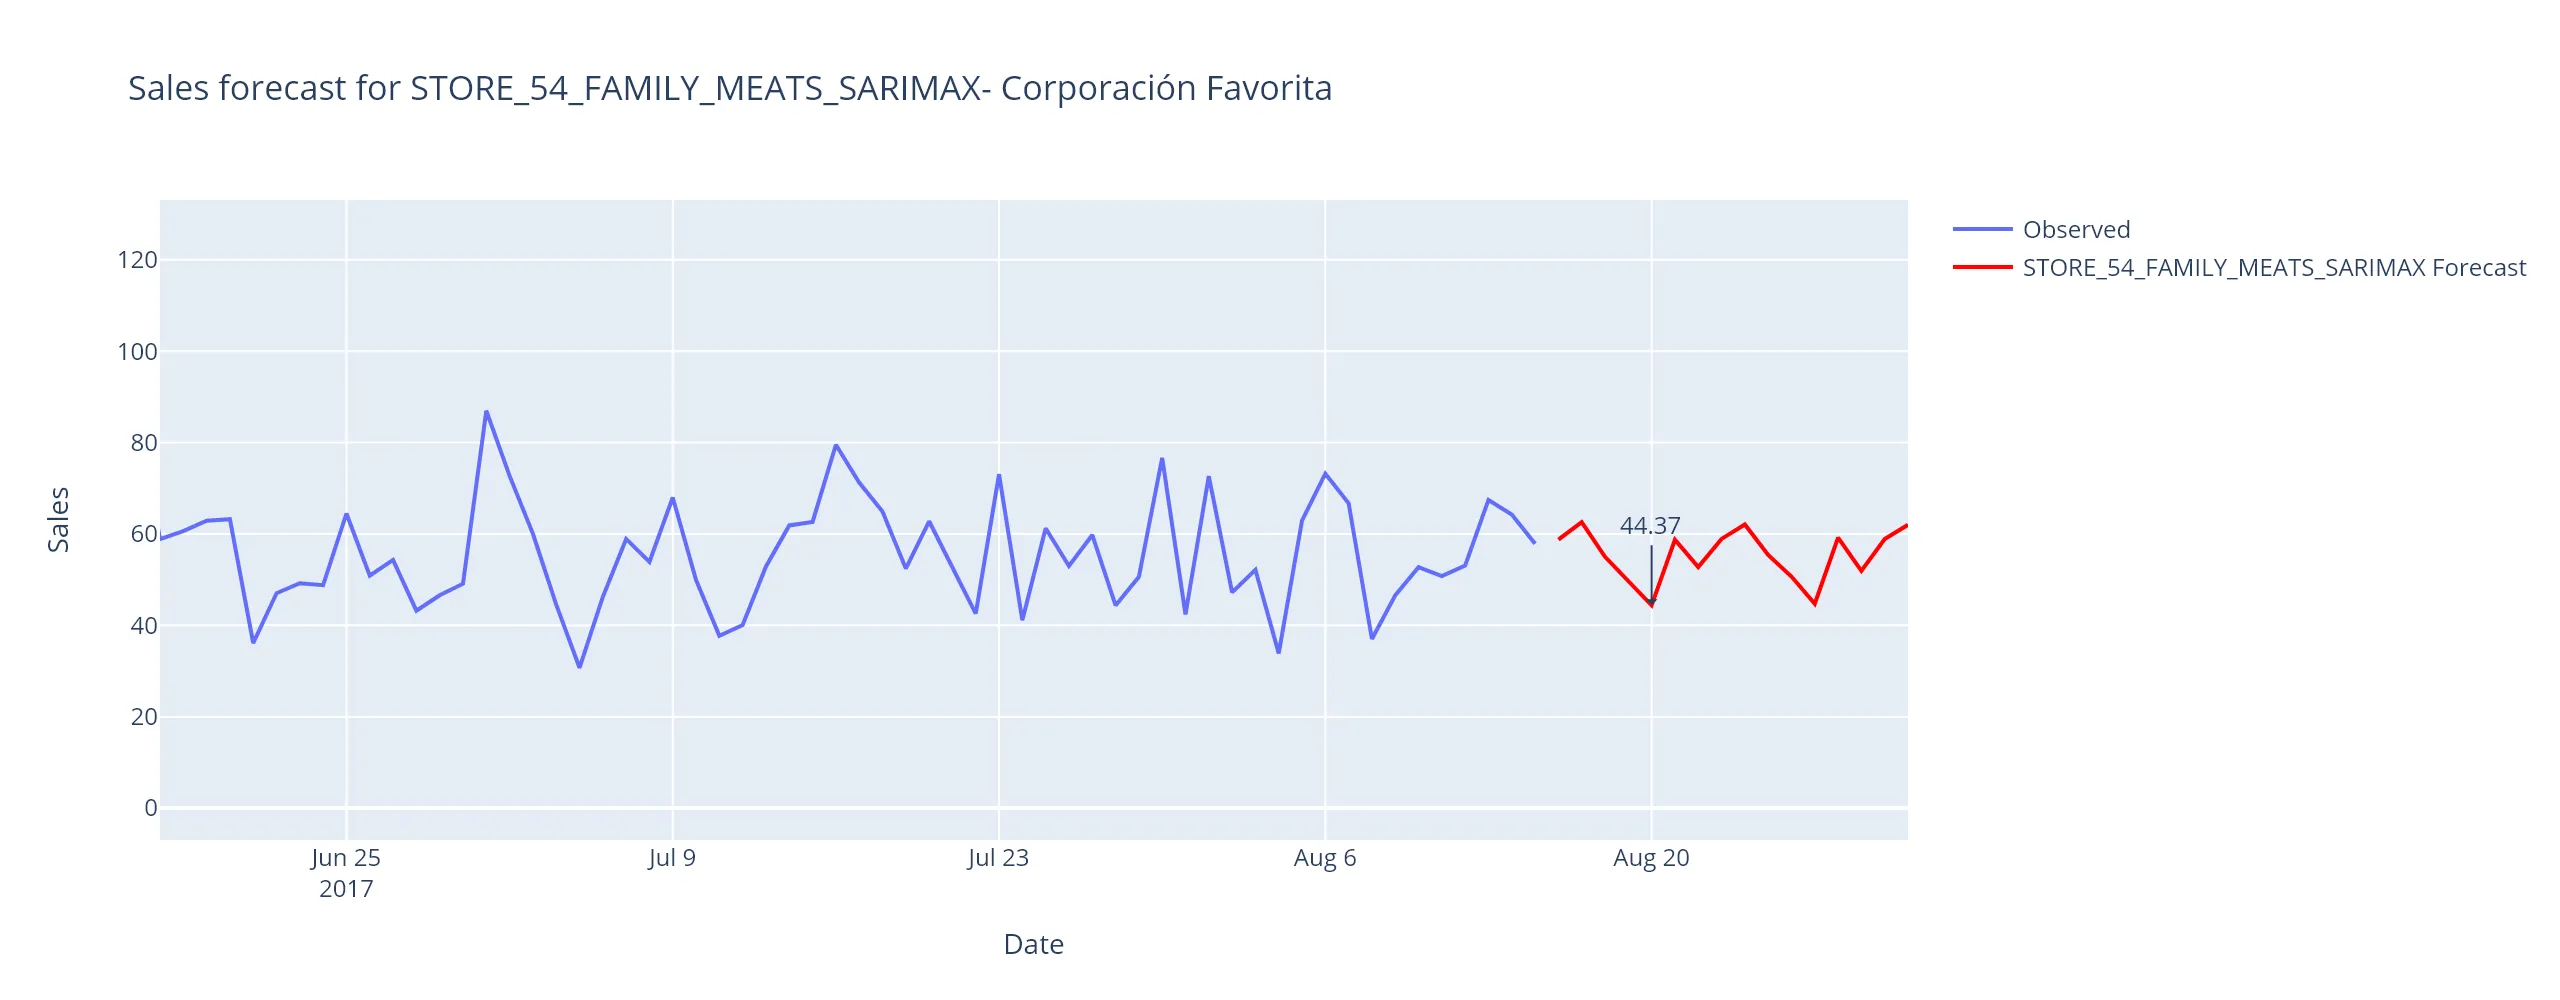 Sales forecast for STORE_54_FAMILY_MEATS_SARIMAX- Corporación Favorita
Observed
STORE_54_FAMILY_MEATS_SARIMAX Forecast
120
100
80
60
40
20
0
Sales
44.37
Jun 25
2017
Jul 9
Jul 23
Aug 6
Aug 20
Date